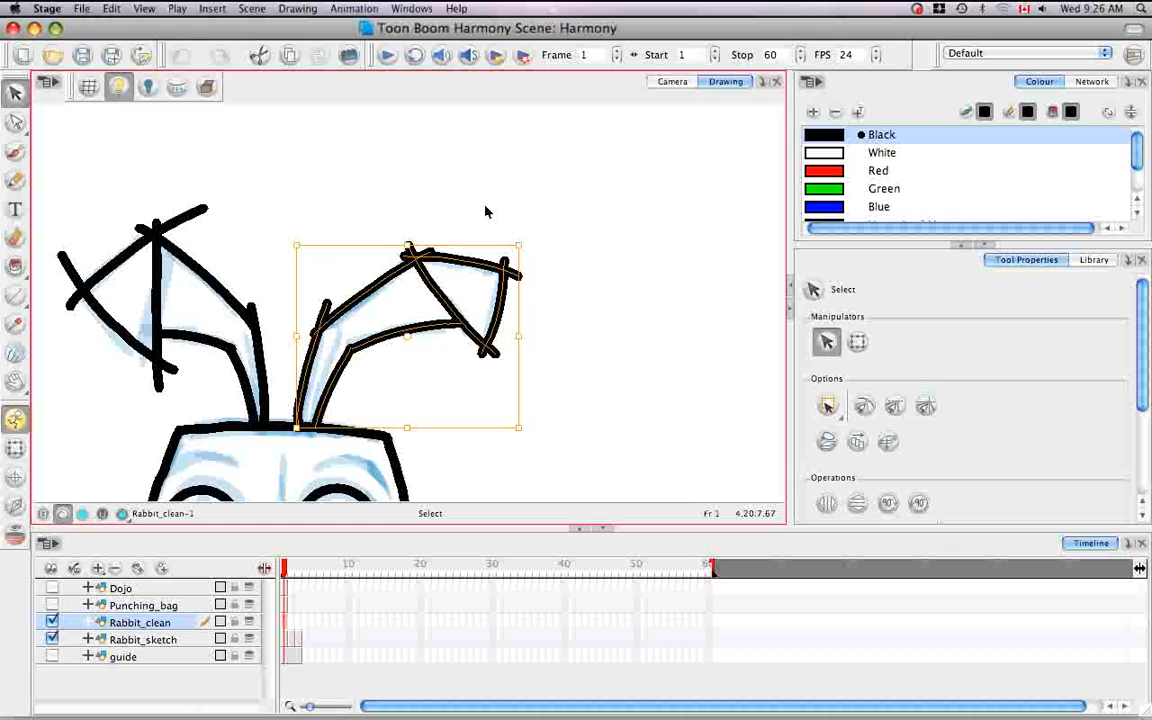 Stage File Edit View Play Insert Scene Drawing Animation Windows Help Wed 9:26 AM
Toon Boom Harmony Scene: Harmony
Frame 1 Start 1 Stop 60 FPS 24 Default
Camera Drawing
Colour Network
Black
White
Red
Green
Blue
Tool Properties Library
Select
Manipulators
Options
Operations
Rabbit_clean-1 Select Fr 1 4.20:7.67
Timeline
10 20 30 40 50
Dojo
Punching_bag
Rabbit_clean
Rabbit_sketch
guide